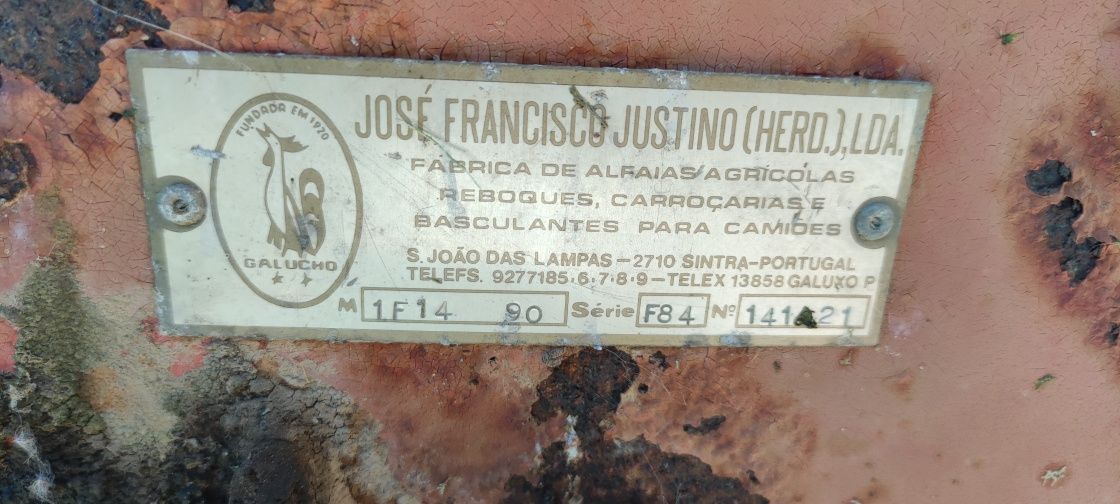 FUNDADA EM 1920
GALUCHO
JOSÉ FRANCISCO JUSTINO (HERD.), LDA.
FÁBRICA DE ALFAIAS AGRÍCOLAS
REBOQUES, CARROÇARIAS E
BASCULANTES PARA CAMIÕES
S. JOÃO DAS LAMPAS - 2710 SINTRA - PORTUGAL
TELEFS. 9277185·6·7·8·9 - TELEX 13858 GALUXO P
M 1F14 90 Série F84 Nº